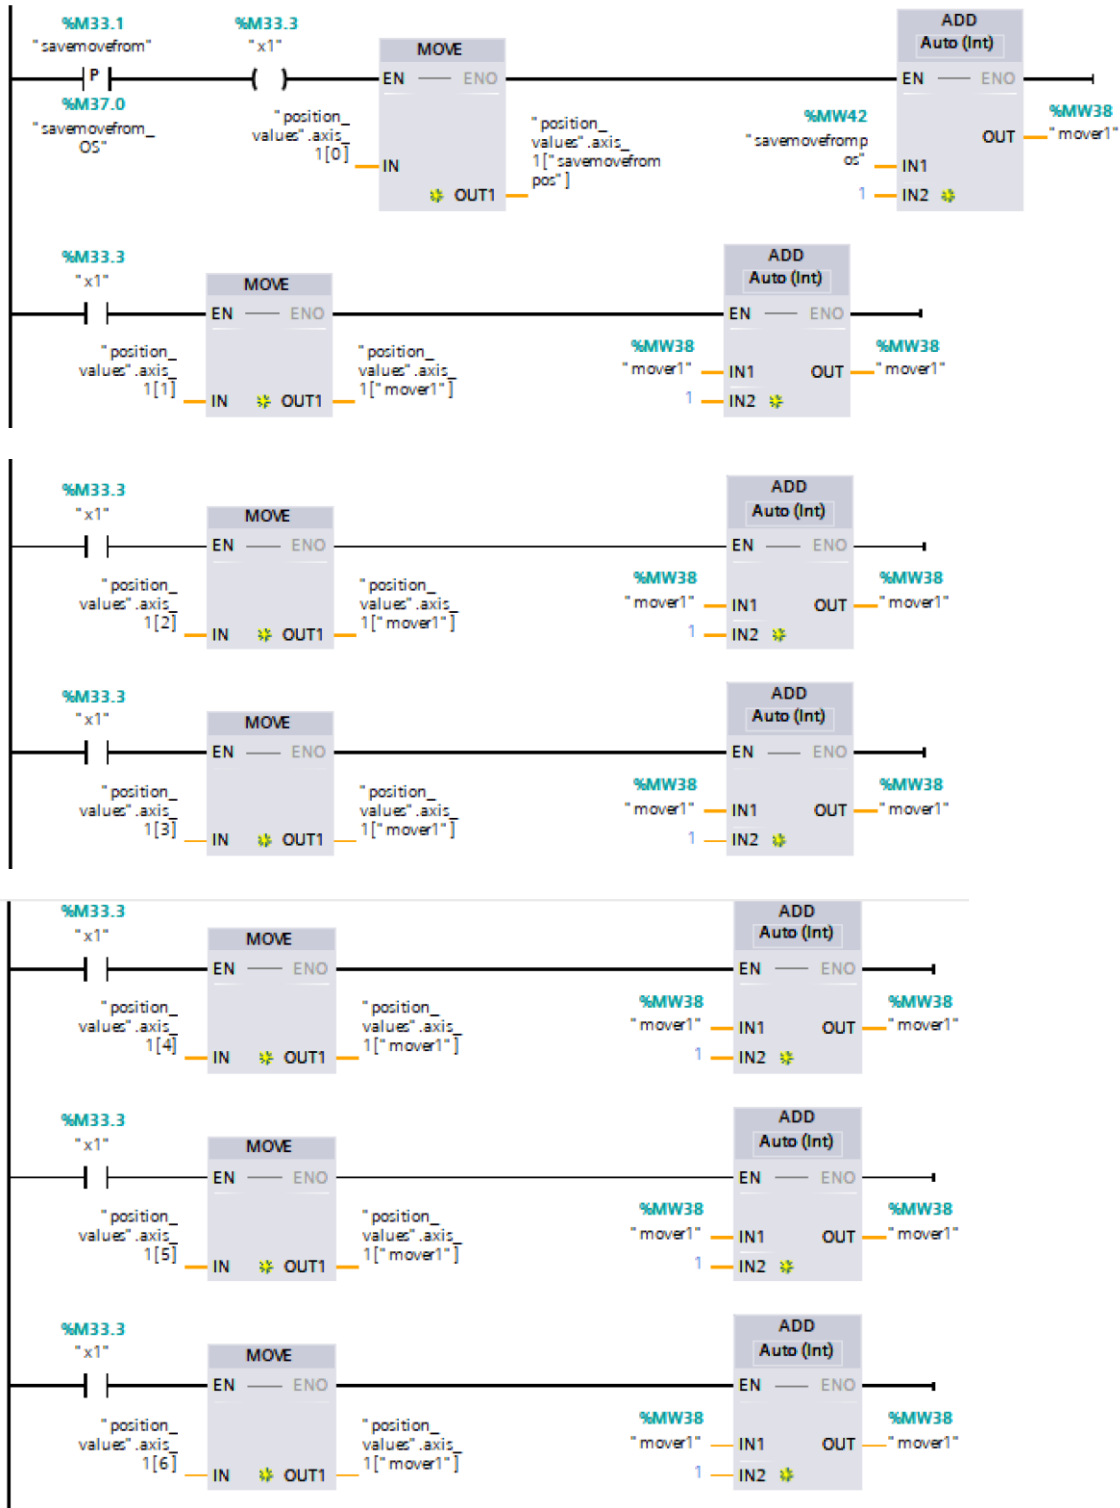 %M33.1
"savemovefrom"
P
%M37.0
"savemovefrom_
OS"
%M33.3
"x1"
MOVE
EN
ENO
"position_
values".axis_
1[0]
IN
OUT1
"position_
values".axis_
1["savemovefrom
pos"]
ADD
Auto (Int)
EN
ENO
%MW42
"savemovefromp
os"
IN1
1
IN2
OUT
%MW38
"mover1"
%M33.3
"x1"
MOVE
EN
ENO
"position_
values".axis_
1[1]
IN
OUT1
"position_
values".axis_
1["mover1"]
ADD
Auto (Int)
EN
ENO
%MW38
"mover1"
IN1
1
IN2
OUT
%MW38
"mover1"
%M33.3
"x1"
MOVE
EN
ENO
"position_
values".axis_
1[2]
IN
OUT1
"position_
values".axis_
1["mover1"]
ADD
Auto (Int)
EN
ENO
%MW38
"mover1"
IN1
1
IN2
OUT
%MW38
"mover1"
%M33.3
"x1"
MOVE
EN
ENO
"position_
values".axis_
1[3]
IN
OUT1
"position_
values".axis_
1["mover1"]
ADD
Auto (Int)
EN
ENO
%MW38
"mover1"
IN1
1
IN2
OUT
%MW38
"mover1"
%M33.3
"x1"
MOVE
EN
ENO
"position_
values".axis_
1[4]
IN
OUT1
"position_
values".axis_
1["mover1"]
ADD
Auto (Int)
EN
ENO
%MW38
"mover1"
IN1
1
IN2
OUT
%MW38
"mover1"
%M33.3
"x1"
MOVE
EN
ENO
"position_
values".axis_
1[5]
IN
OUT1
"position_
values".axis_
1["mover1"]
ADD
Auto (Int)
EN
ENO
%MW38
"mover1"
IN1
1
IN2
OUT
%MW38
"mover1"
%M33.3
"x1"
MOVE
EN
ENO
"position_
values".axis_
1[6]
IN
OUT1
"position_
values".axis_
1["mover1"]
ADD
Auto (Int)
EN
ENO
%MW38
"mover1"
IN1
1
IN2
OUT
%MW38
"mover1"